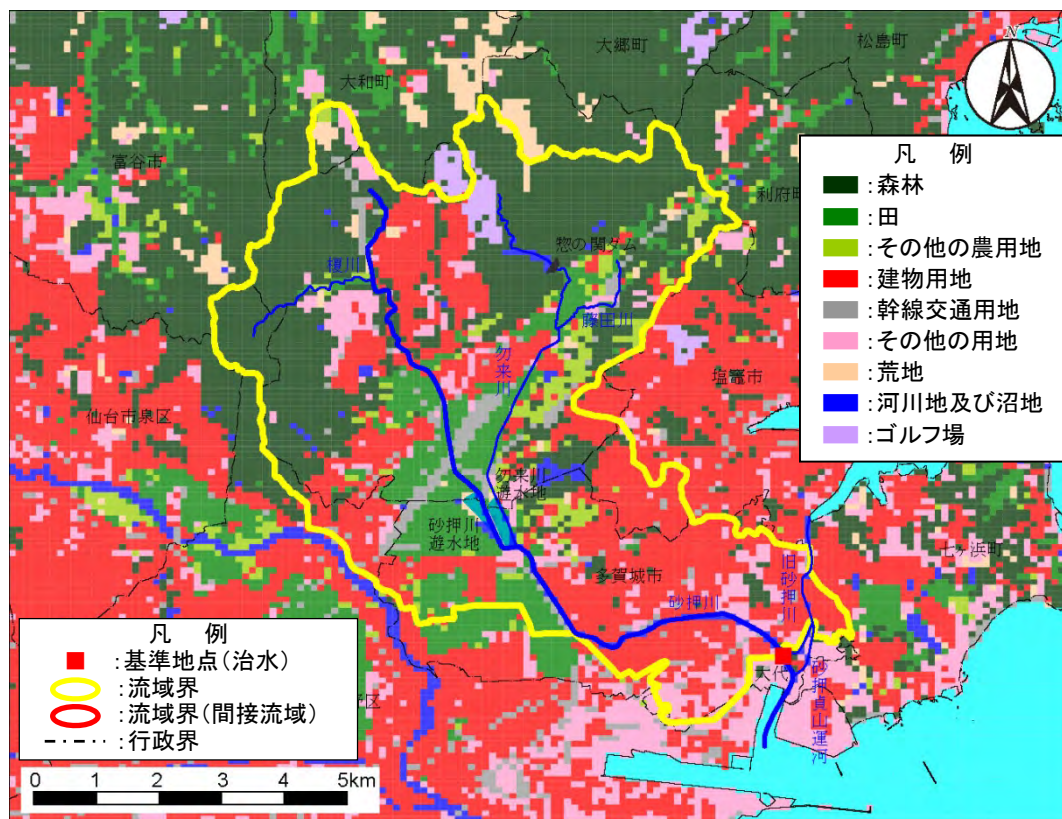 大郷町
松島町
大和町
N
富谷市
凡 例
:森林
:田
:その他の農用地
:建物用地
:幹線交通用地
:その他の用地
:荒地
:河川地及び沼地
:ゴルフ場
利府町
惣の関ダム
榎川
藤田川
勿来川
塩竈市
仙台市泉区
勿来川
遊水地
砂押川
遊水地
多賀城市
七ヶ浜町
旧砂押川
砂押川
大代
砂押貞山運河
凡 例
:基準地点(治水)
:流域界
:流域界(間接流域)
:行政界
区
0 1 2 3 4 5km